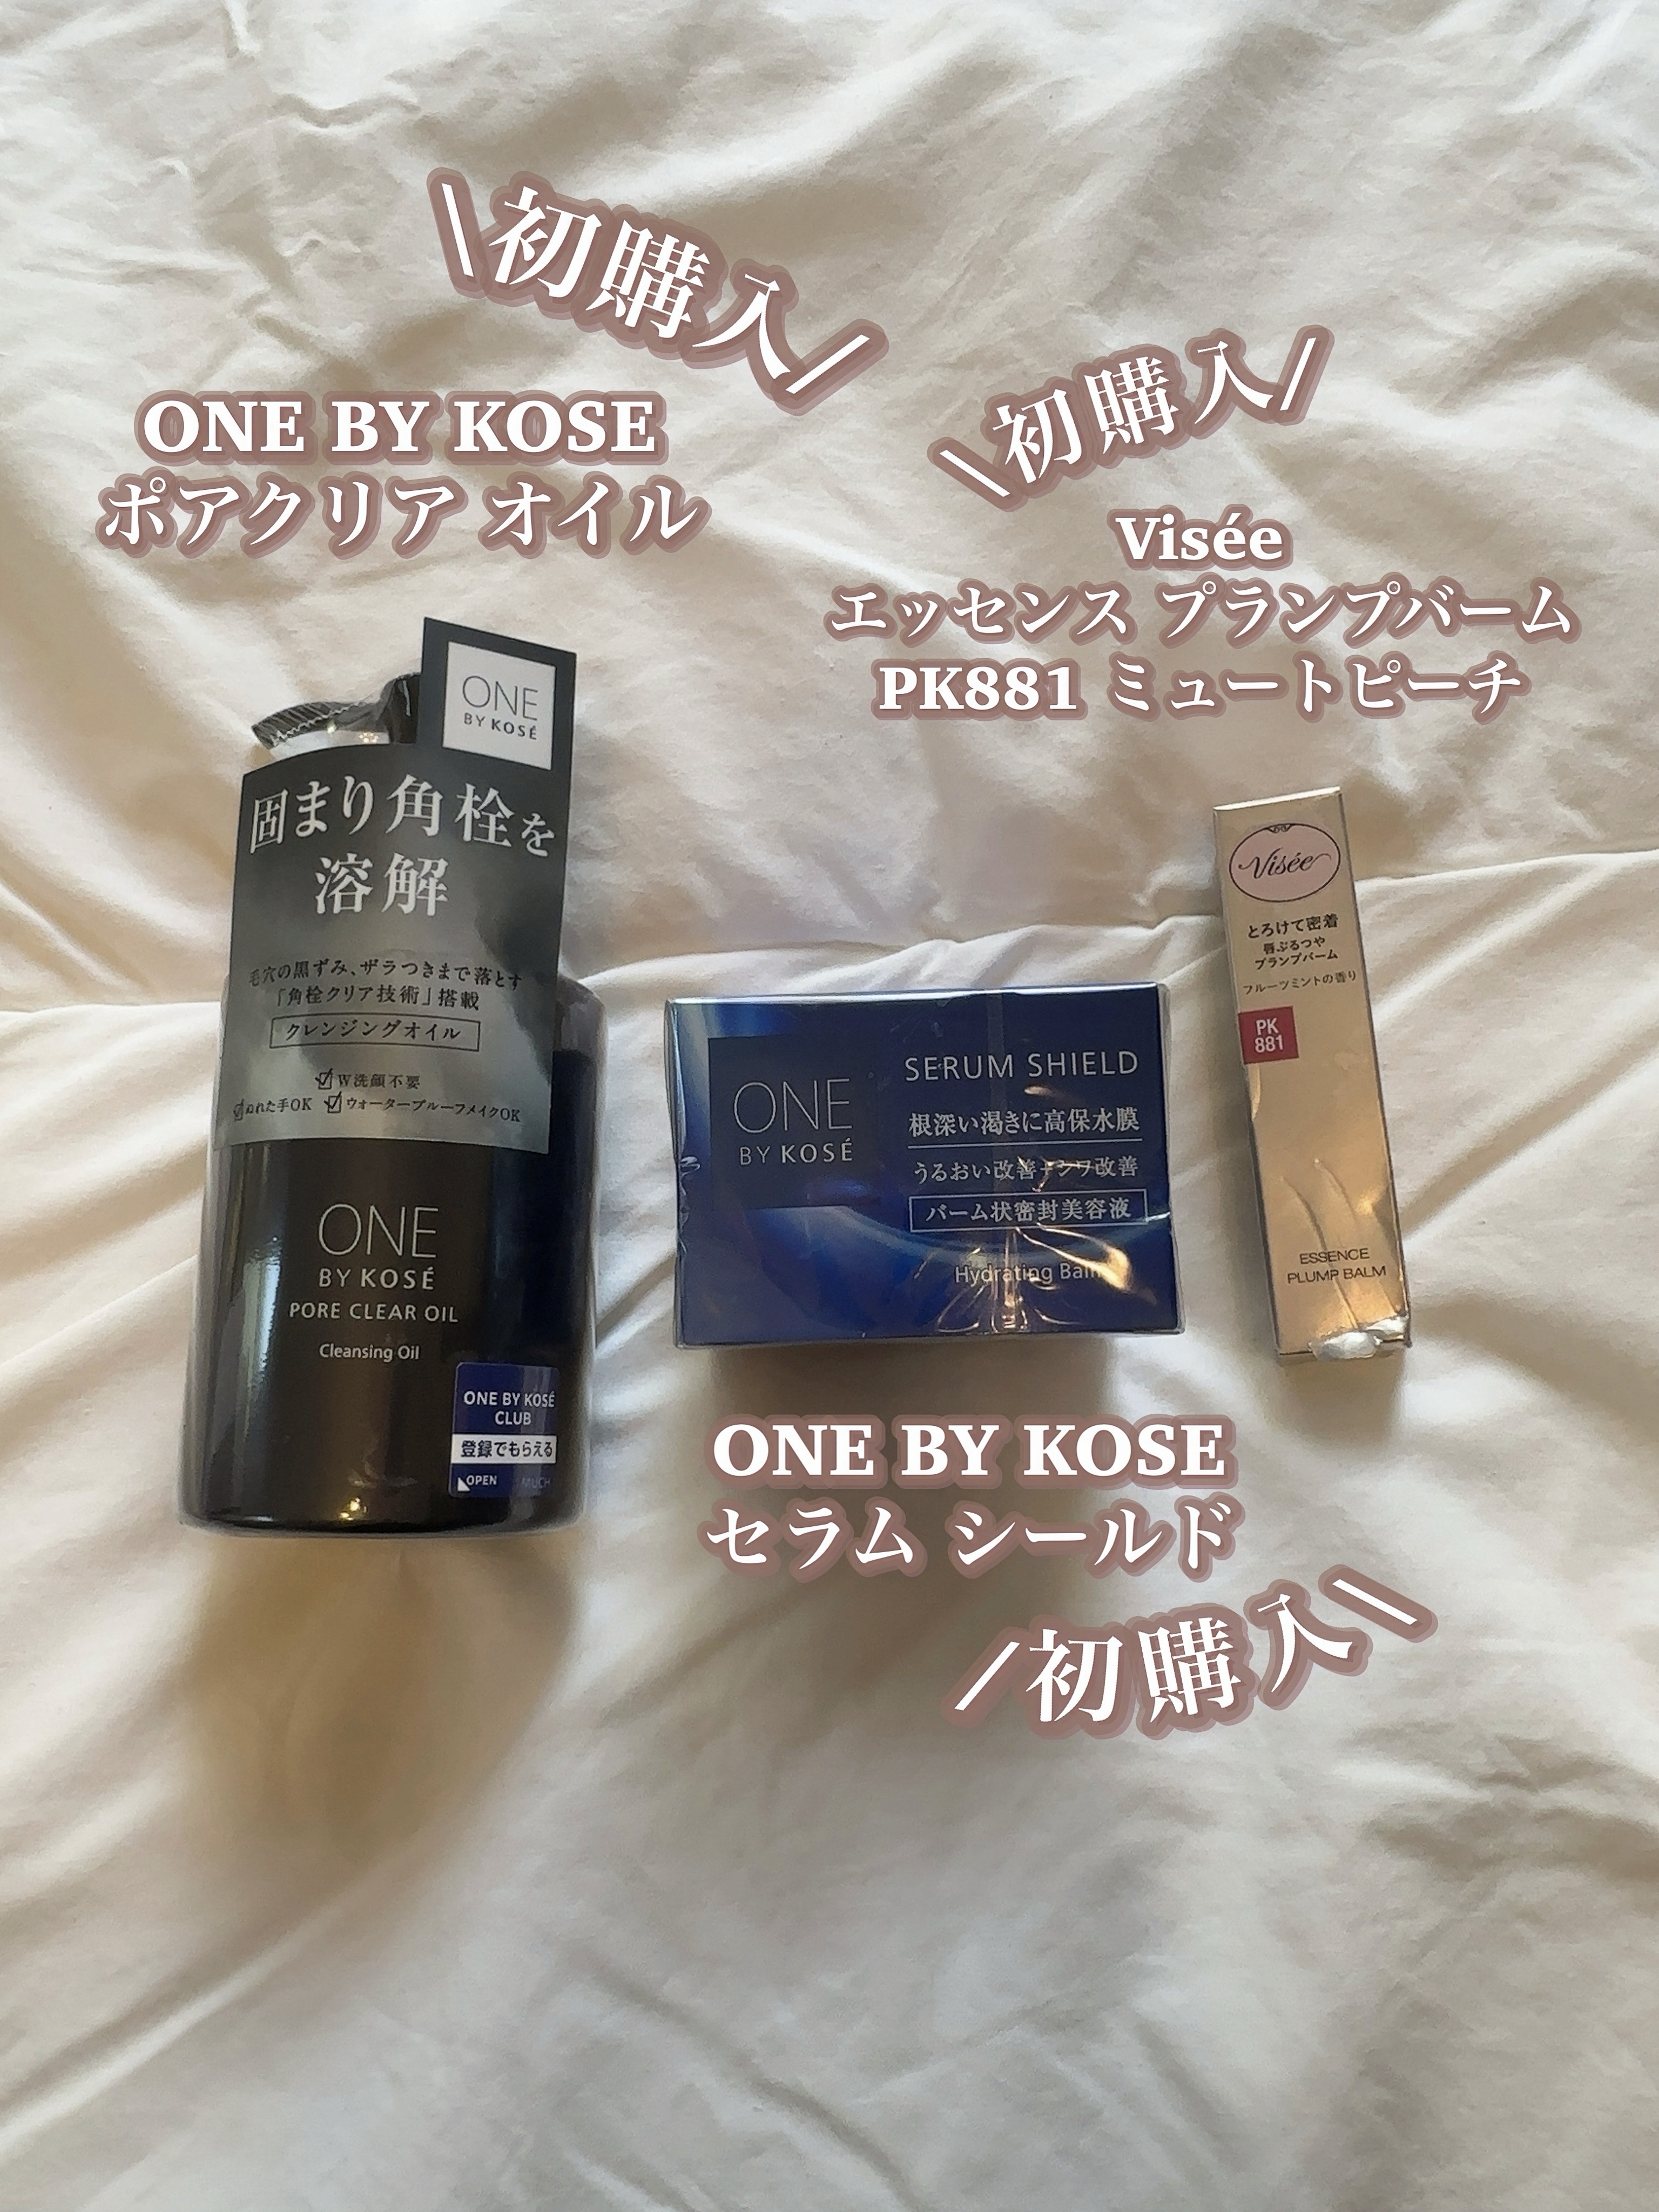 \初購入/
ONE BY KOSE
ポアクリア オイル
\初購入/
Visée
エッセンス プランプバーム
PK881 ミュートピーチ
ONE
BY KOSÉ
固まり角栓を
溶解
毛穴の黒ずみ、ザラつきまで落とす
「角栓クリア技術」搭載
クレンジングオイル
W洗顔不要
ぬれた手OK ウォータープルーフメイクOK
ONE
BY KOSÉ
PORE CLEAR OIL
Cleansing Oil
ONE BY KOSÉ
CLUB
登録でもらえる
OPEN MUCH
ONE
BY KOSÉ
SERUM SHIELD
根深い渇きに高保水膜
うるおい改善+シワ改善
バーム状密封美容液
Hydrating Balm
Visée
とろけて密着
唇ぷるつや
プランプバーム
フルーツミントの香り
PK
881
ESSENCE
PLUMP BALM
ONE BY KOSE
セラム シールド
/初購入\